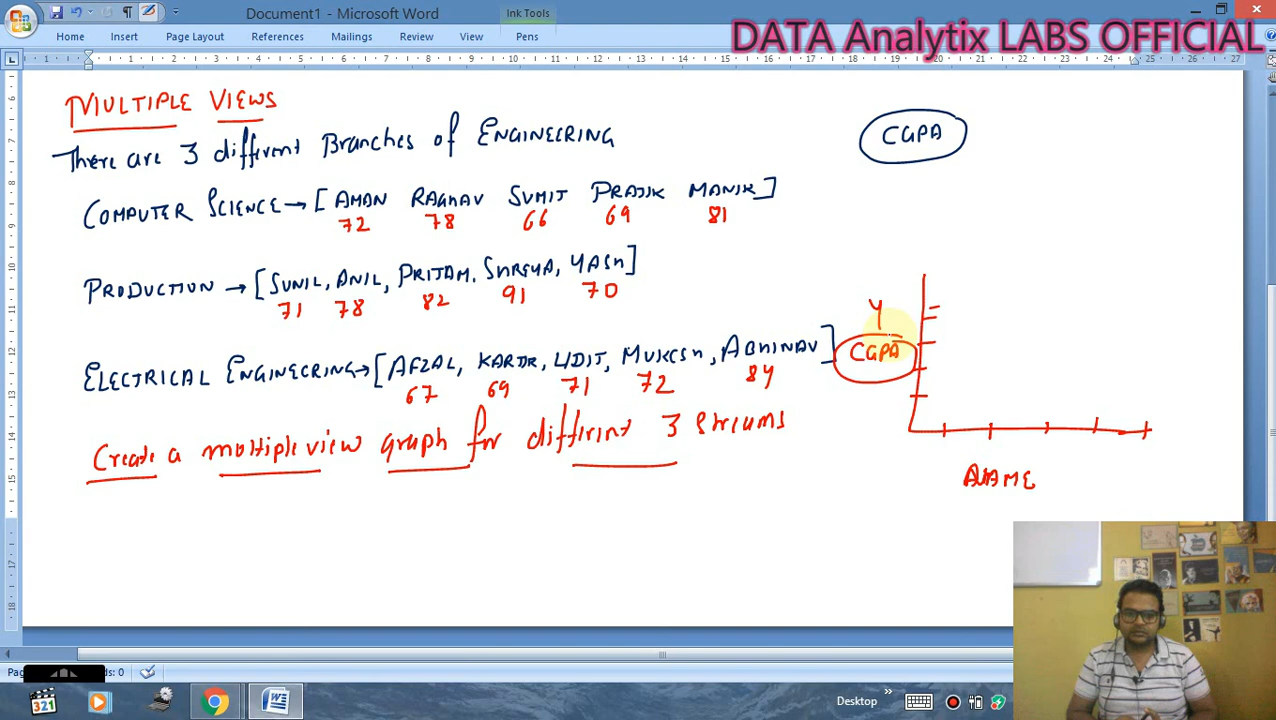 Document1 - Microsoft Word
Ink Tools
Home Insert Page Layout References Mailings Review View Pens
DATA Analytix LABS OFFICIAL
MULTIPLE VIEWS
CGPA
There are 3 different Branches of ENGINEERING
COMPUTER SCIENCE → [AMAN RAGHAV SUMIT PRATIK MANIK]
72 78 66 69 81
PRODUCTION → [SUNIL, ANIL, PRITAM, SHREYA, YASH]
71 78 82 91 70
Y
CGPA
ELECTRICAL ENGINEERING → [AFZAL, KARTIK, UDIT, MUKESH, ABHINAV]
67 69 71 72 84
Create a multiple view graph for different 3 streams
NAME
ds: 0
321
Desktop